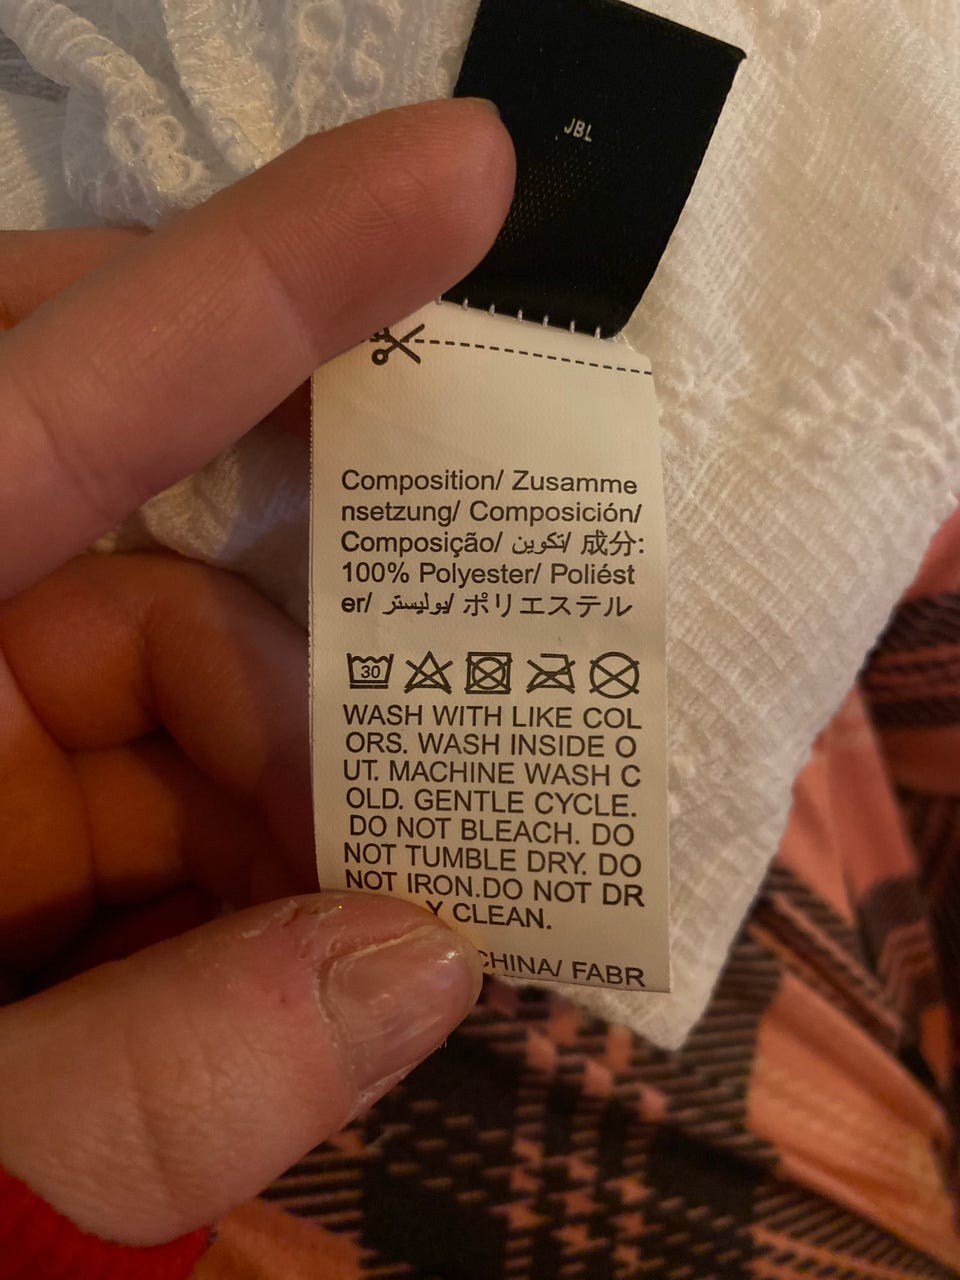 JBL
Composition/ Zusamme
nsetzung/ Composición/
Composição/ تكوين/ 成分:
100% Polyester/ Poliést
er/ بوليستر/ ポリエステル
30
WASH WITH LIKE COL
ORS. WASH INSIDE O
UT. MACHINE WASH C
OLD. GENTLE CYCLE.
DO NOT BLEACH. DO
NOT TUMBLE DRY. DO
NOT IRON.DO NOT DR
Y CLEAN.
CHINA/ FABR